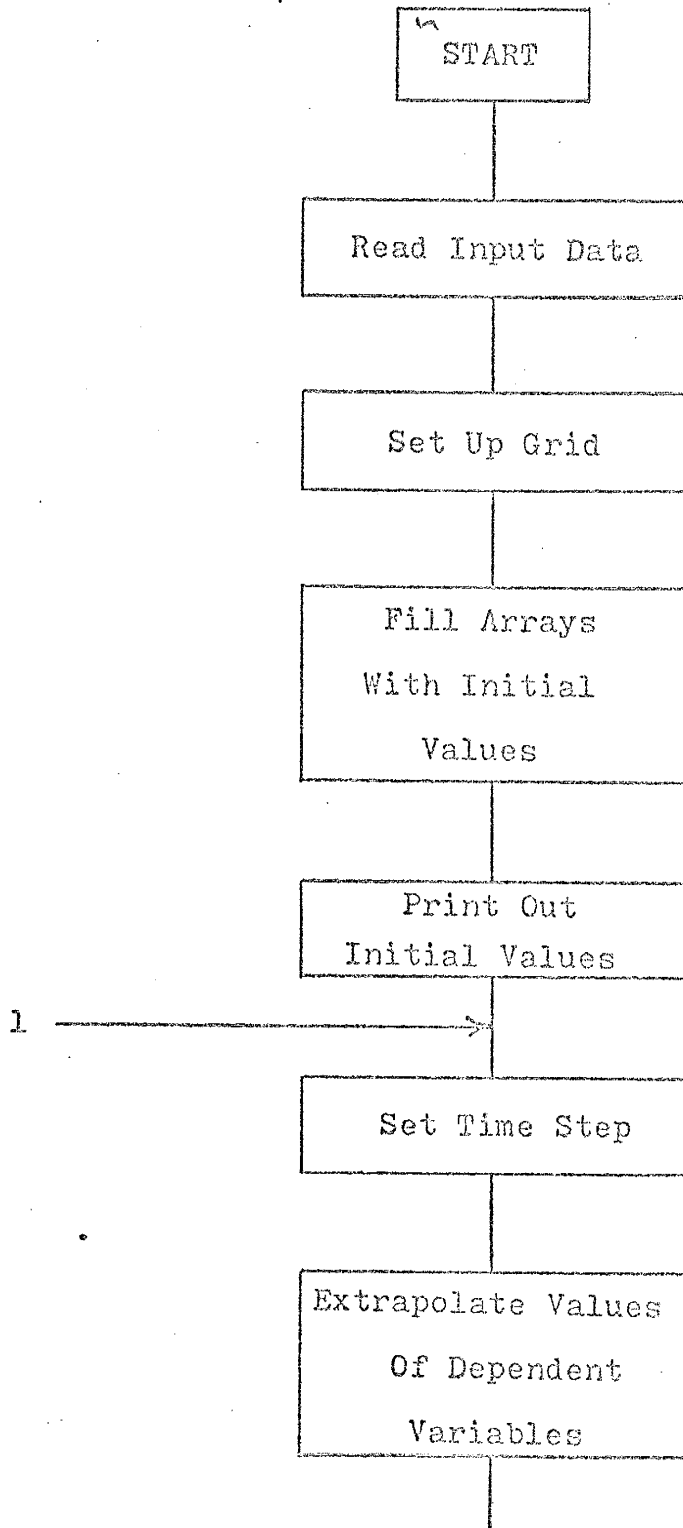 START
Read Input Data
Set Up Grid
Fill Arrays
With Initial
Values
Print Out
Initial Values
1
Set Time Step
Extrapolate Values
Of Dependent
Variables